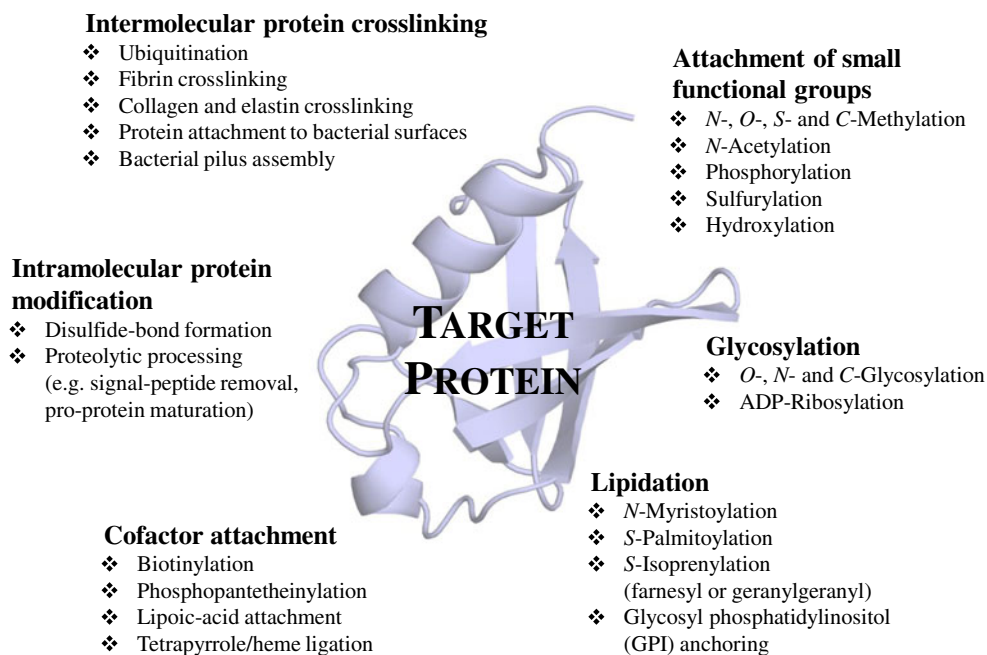 Intermolecular protein crosslinking
❖ Ubiquitination
❖ Fibrin crosslinking
❖ Collagen and elastin crosslinking
❖ Protein attachment to bacterial surfaces
❖ Bacterial pilus assembly
Attachment of small
functional groups
❖ N-, O-, S- and C-Methylation
❖ N-Acetylation
❖ Phosphorylation
❖ Sulfurylation
❖ Hydroxylation
Intramolecular protein
modification
❖ Disulfide-bond formation
❖ Proteolytic processing
(e.g. signal-peptide removal,
pro-protein maturation)
TARGET
PROTEIN
Glycosylation
❖ O-, N- and C-Glycosylation
❖ ADP-Ribosylation
Cofactor attachment
❖ Biotinylation
❖ Phosphopantetheinylation
❖ Lipoic-acid attachment
❖ Tetrapyrrole/heme ligation
Lipidation
❖ N-Myristoylation
❖ S-Palmitoylation
❖ S-Isoprenylation
(farnesyl or geranylgeranyl)
❖ Glycosyl phosphatidylinositol
(GPI) anchoring